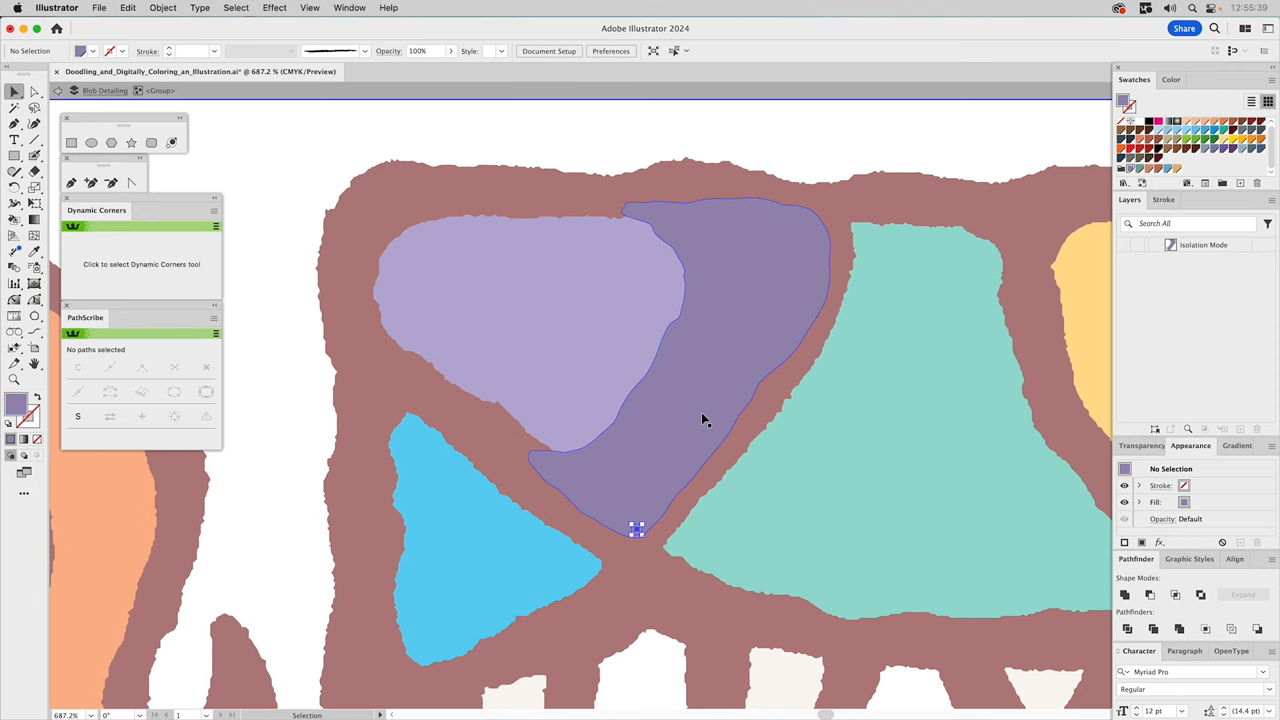 Illustrator File Edit Object Type Select Effect View Window Help 12:55:39
Adobe Illustrator 2024 Share
No Selection Stroke: Opacity: 100% Style: Document Setup Preferences
× Doodling_and_Digitally_Coloring_an_Illustration.ai* @ 687.2 % (CMYK/Preview)
Blob Detailing <Group>
Swatches Color
Dynamic Corners
Click to select Dynamic Corners tool
PathScribe
No paths selected
C
S
Layers Stroke
Search All
Isolation Mode
Transparency Appearance Gradient
No Selection
Stroke:
Fill:
Opacity: Default
fx
Pathfinder Graphic Styles Align
Shape Modes:
Expand
Pathfinders:
Character Paragraph OpenType
Myriad Pro
Regular
12 pt (14.4 pt)
687.2% 0° 1 Selection